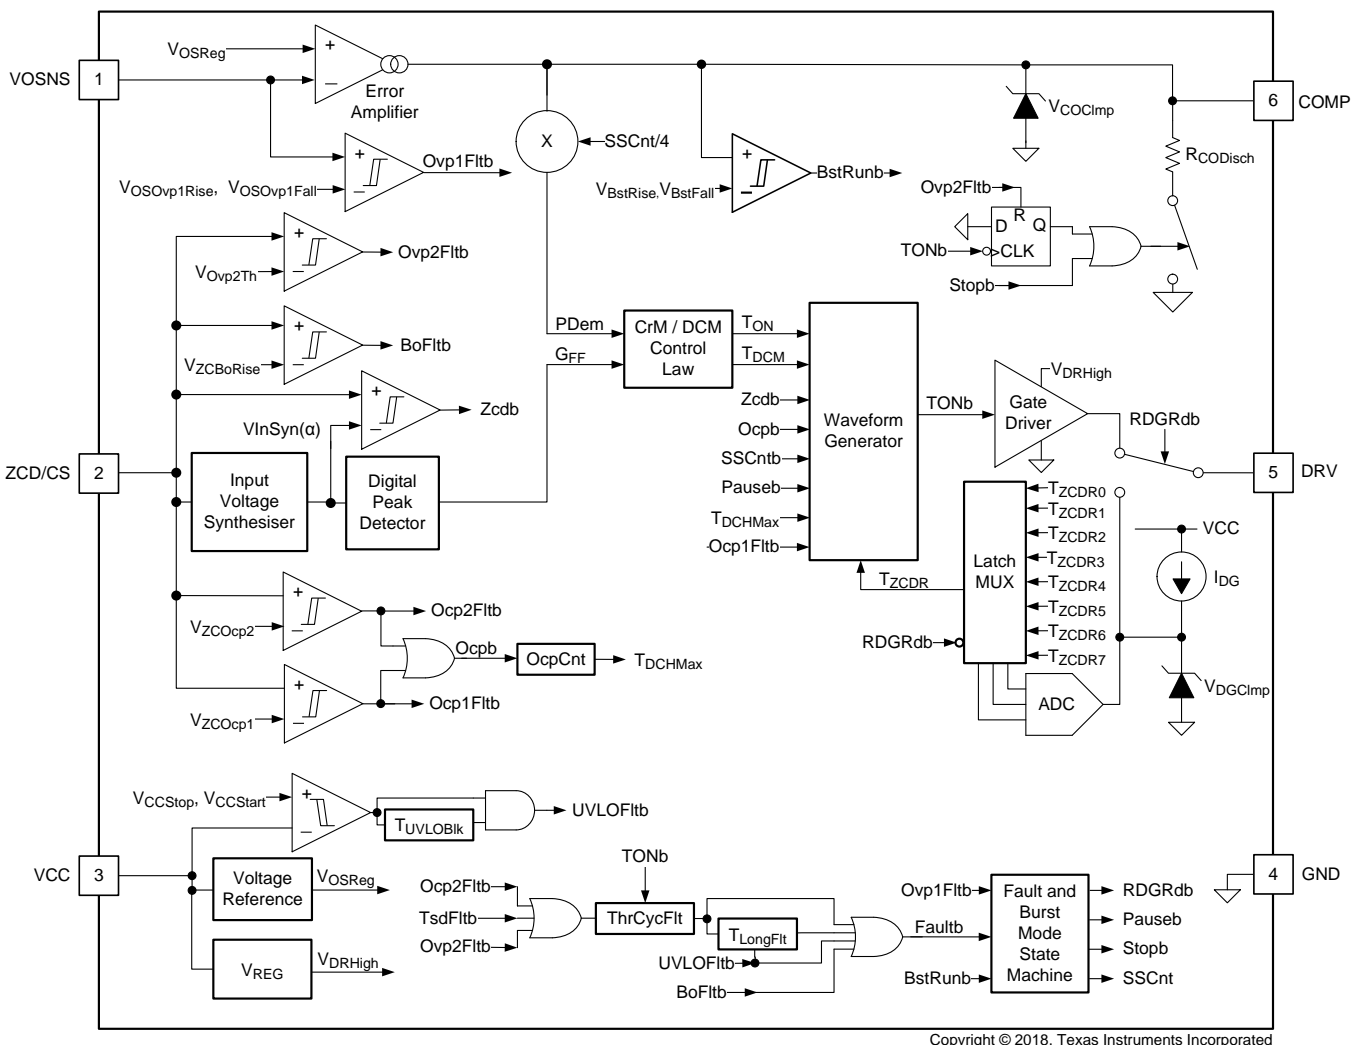 VOSNS
1
VOSReg
+
−
Error
Amplifier
+
−
Ovp1Fltb
VOSOvp1Rise, VOSOvp1Fall
X
SSCnt/4
+
−
VBstRise, VBstFall
BstRunb
VCOClmp
6
COMP
RCODisch
Ovp2Fltb
R
D
Q
CLK
TONb
Stopb
+
−
VOvp2Th
Ovp2Fltb
+
−
VZCBoRise
BoFltb
+
−
Zcdb
VInSyn(α)
ZCD/CS
2
Input
Voltage
Synthesiser
Digital
Peak
Detector
PDem
GFF
CrM / DCM
Control
Law
TON
TDCM
Zcdb
Ocpb
SSCntb
Pauseb
TDCHMax
Ocp1Fltb
Waveform
Generator
TONb
Gate
Driver
VDRHigh
RDGRdb
5
DRV
TZCDR
RDGRdb
Latch
MUX
TZCDR0
TZCDR1
TZCDR2
TZCDR3
TZCDR4
TZCDR5
TZCDR6
TZCDR7
ADC
VCC
IDG
VDGClmp
+
−
VZCOcp2
Ocp2Fltb
+
−
VZCOcp1
Ocp1Fltb
Ocpb
OcpCnt
TDCHMax
VCCStop, VCCStart
+
−
TUVLOBlk
UVLOFltb
VCC
3
Voltage
Reference
VOSReg
VREG
VDRHigh
TONb
Ocp2Fltb
TsdFltb
Ovp2Fltb
ThrCycFlt
TLongFlt
UVLOFltb
BoFltb
Faultb
Ovp1Fltb
BstRunb
Fault and
Burst
Mode
State
Machine
RDGRdb
Pauseb
Stopb
SSCnt
4
GND
Copyright © 2018, Texas Instruments Incorporated